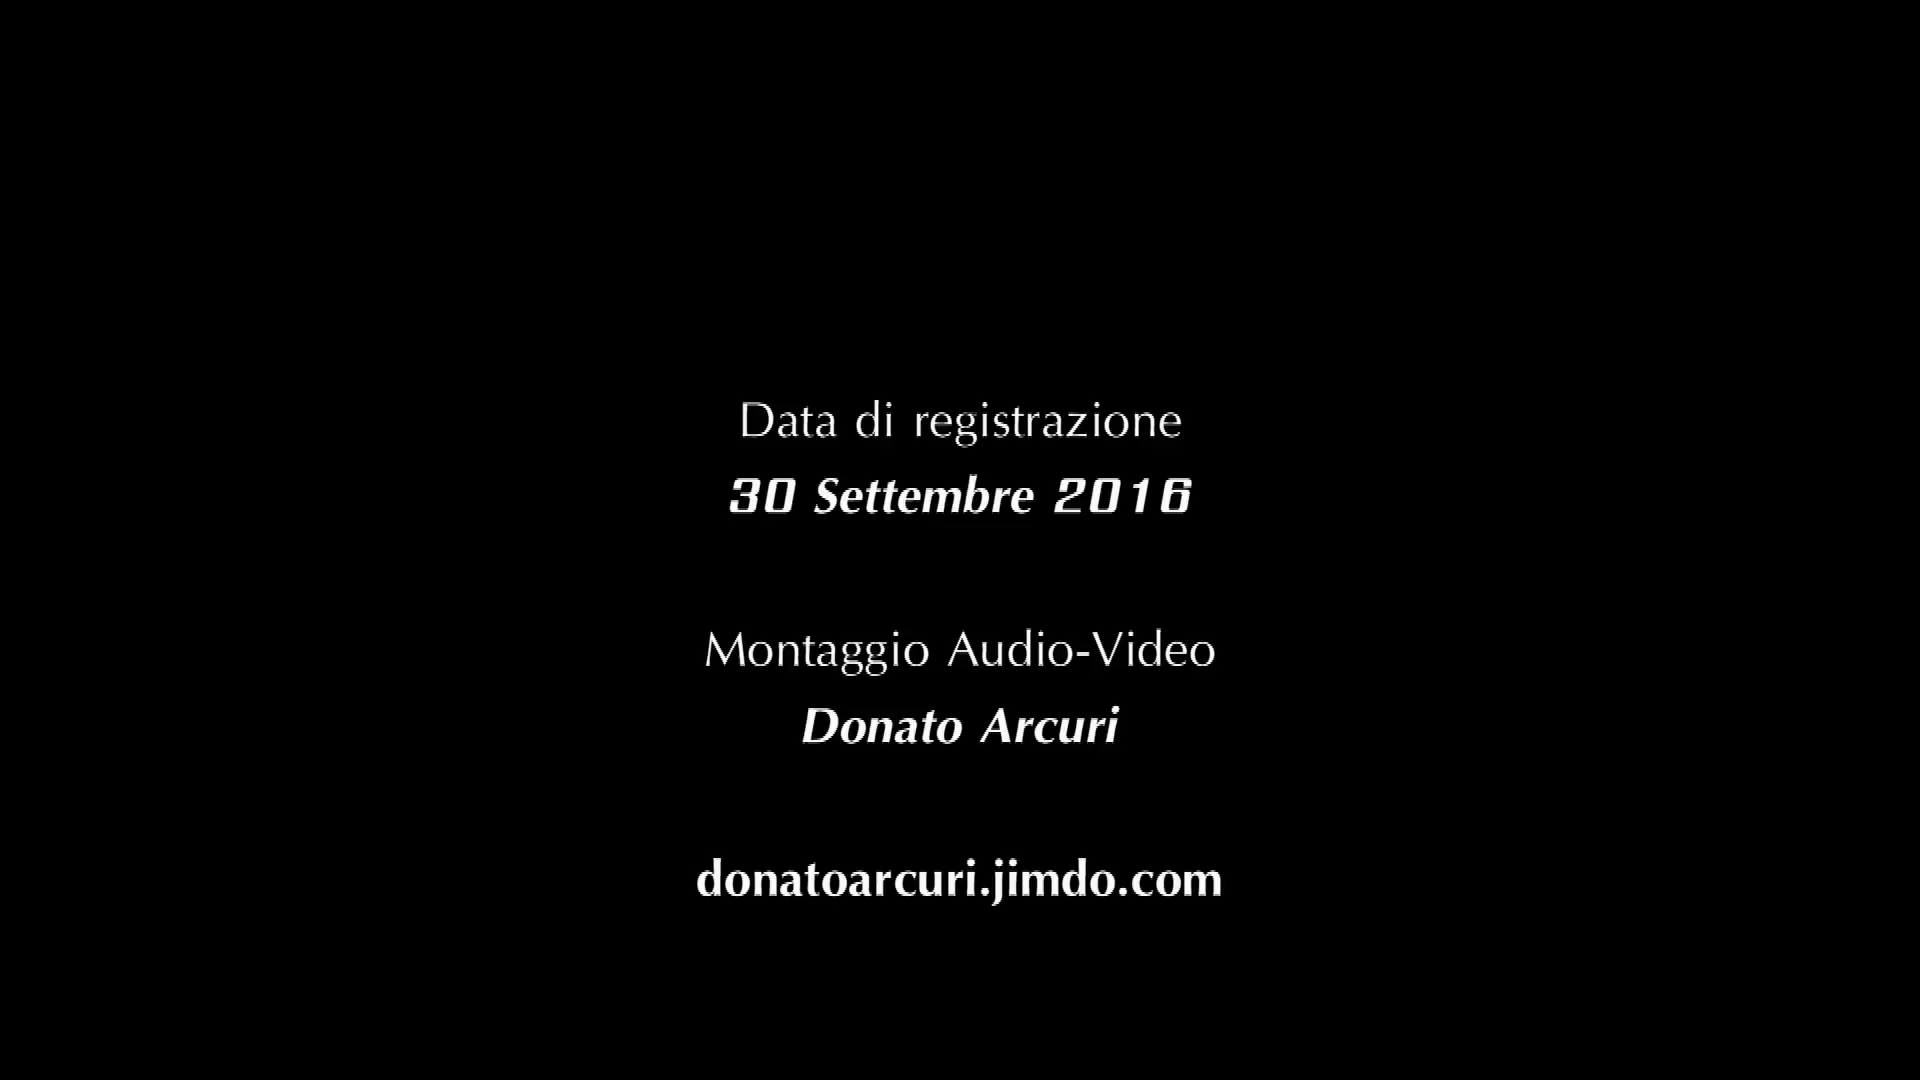 Data di registrazione
30 Settembre 2016
Montaggio Audio-Video
Donato Arcuri
donatoarcuri.jimdo.com